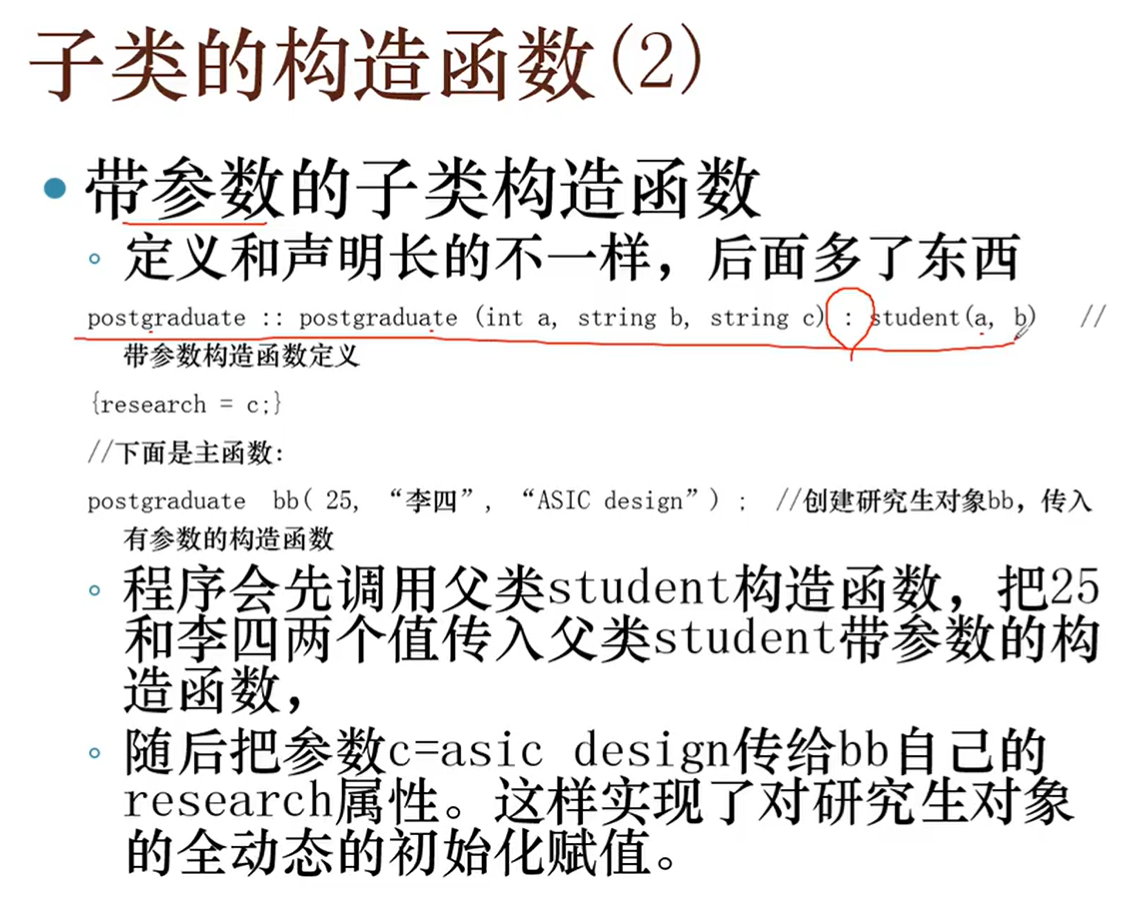 子类的构造函数(2)
• 带参数的子类构造函数
◦ 定义和声明长的不一样，后面多了东西
postgraduate :: postgraduate (int a, string b, string c) : student(a, b) //
带参数构造函数定义
{research = c;}
//下面是主函数:
postgraduate bb( 25, “李四”, “ASIC design”) ; //创建研究生对象bb，传入
有参数的构造函数
◦ 程序会先调用父类student构造函数，把25
和李四两个值传入父类student带参数的构
造函数，
◦ 随后把参数c=asic design传给bb自己的
research属性。这样实现了对研究生对象
的全动态的初始化赋值。